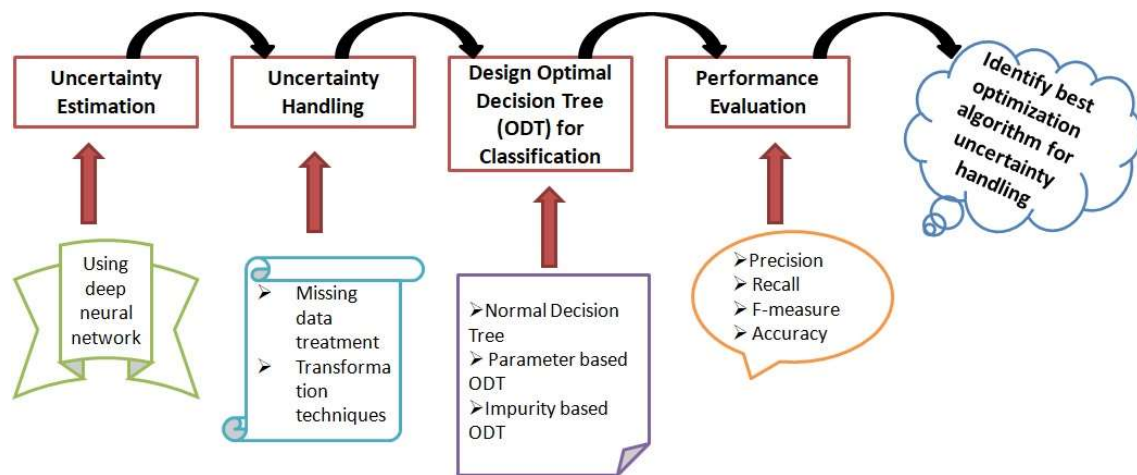 Uncertainty
Estimation
Uncertainty
Handling
Design Optimal
Decision Tree
(ODT) for
Classification
Performance
Evaluation
Identify best
optimization
algorithm for
uncertainty
handling
Using
deep
neural
network
➢ Missing
data
treatment
➢ Transforma
tion
techniques
➢Normal Decision
Tree
➢ Parameter based
ODT
➢Impurity based
ODT
➢Precision
➢ Recall
➢ F-measure
➢ Accuracy